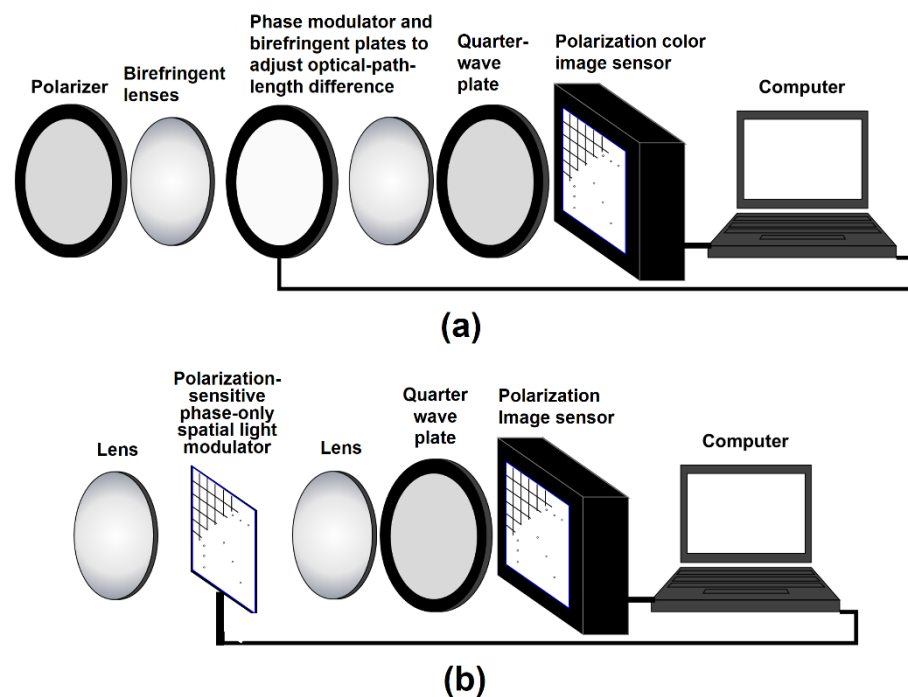 Polarizer
Birefringent
lenses
Phase modulator and
birefringent plates to
adjust optical-path-
length difference
Quarter-
wave
plate
Polarization color
image sensor
Computer
(a)
Lens
Polarization-
sensitive
phase-only
spatial light
modulator
Lens
Quarter
wave
plate
Polarization
Image sensor
Computer
(b)